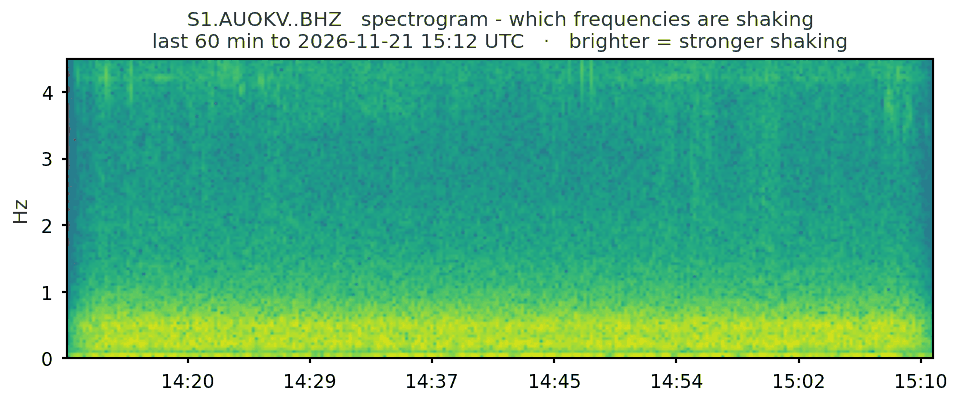 S1.AUOKV..BHZ   spectrogram - which frequencies are shaking
last 60 min to 2026-11-21 15:12 UTC   ·   brighter = stronger shaking
4
3
Hz
2
1
0
14:20 14:29 14:37 14:45 14:54 15:02 15:10